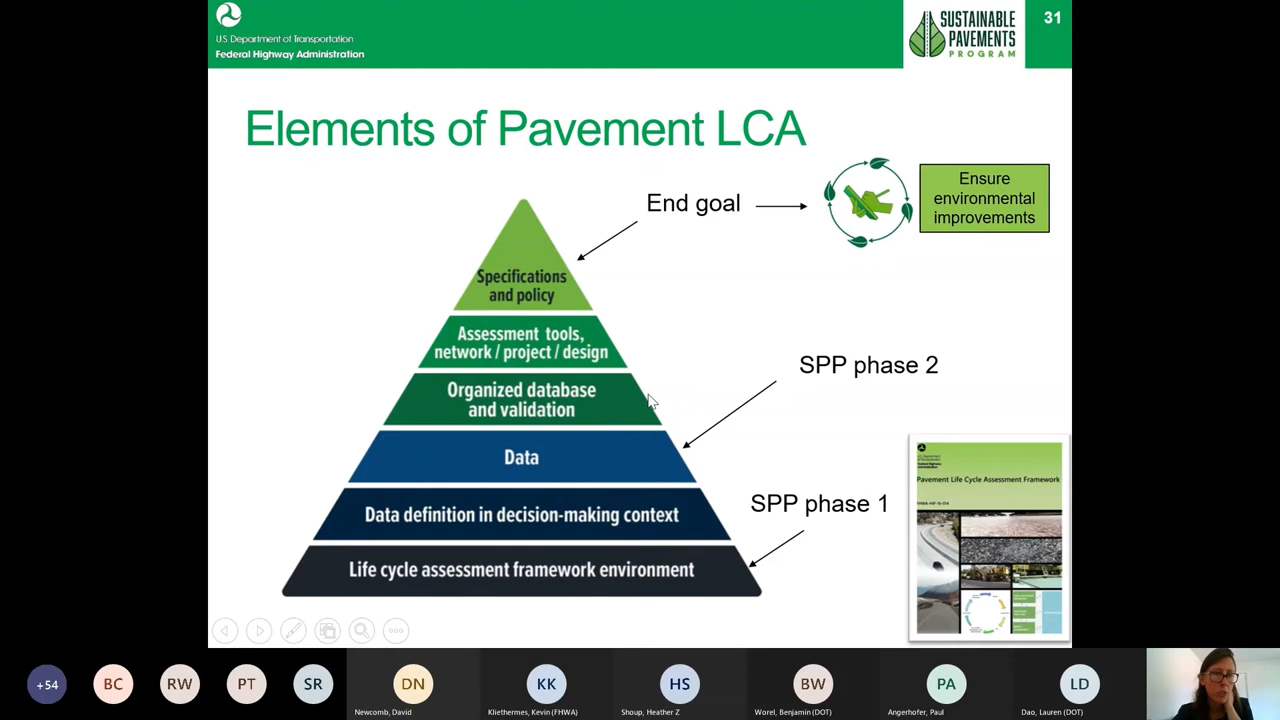 U.S. Department of Transportation
Federal Highway Administration
SUSTAINABLE
PAVEMENTS
PROGRAM
31
Elements of Pavement LCA
End goal
Ensure
environmental
improvements
Specifications
and policy
Assessment tools,
network / project / design
SPP phase 2
Organized database
and validation
Data
SPP phase 1
Data definition in decision-making context
Life cycle assessment framework environment
Pavement Life Cycle Assessment Framework
+54
BC
RW
PT
SR
DN
Newcomb, David
KK
Kliethermes, Kevin (FHWA)
HS
Shoup, Heather Z
BW
Worel, Benjamin (DOT)
PA
Angerhofer, Paul
LD
Dao, Lauren (DOT)